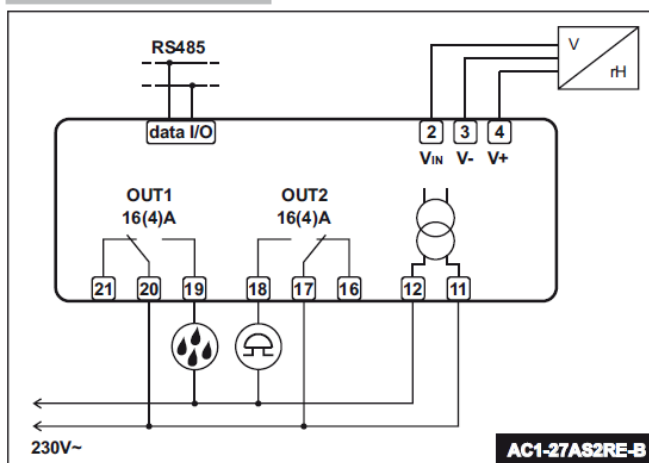 RS485
data I/O
2 3 4
VIN V- V+
V
rH
OUT1
16(4)A
OUT2
16(4)A
21 20 19 18 17 16 12 11
230V~
AC1-27AS2RE-B